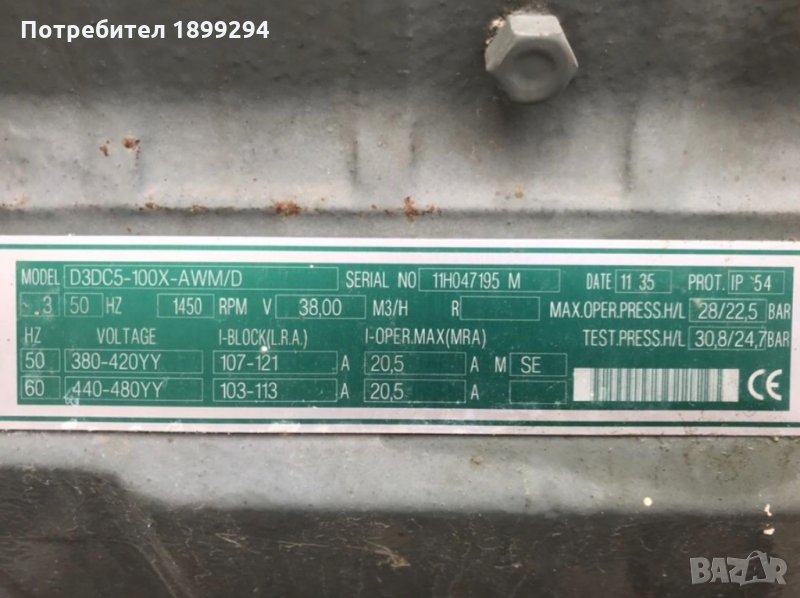 Потребител 1899294
MODEL D3DC5-100X-AWM/D SERIAL NO 11H047195 M DATE 11 35 PROT. IP 54
3 50 HZ 1450 RPM V 38,00 M3/H R MAX.OPER.PRESS.H/L 28/22,5 BAR
HZ VOLTAGE I-BLOCK(L.R.A.) I-OPER.MAX(MRA) TEST.PRESS.H/L 30,8/24,7 BAR
50 380-420YY 107-121 A 20,5 A M SE
60 440-480YY 103-113 A 20,5 A CE
BAZAR